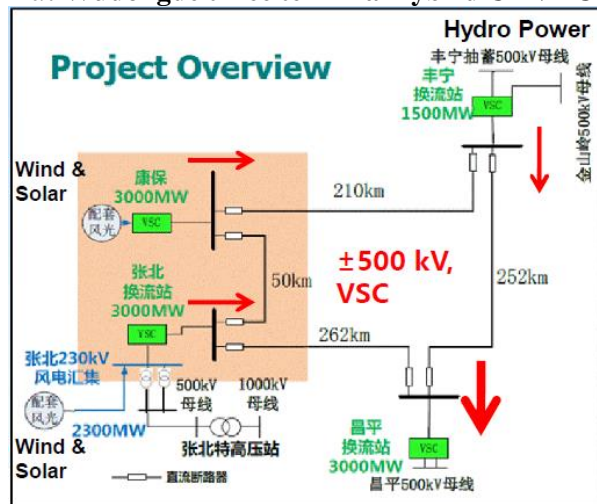 Hydro Power
Project Overview
丰宁抽蓄500kV母线
丰宁
换流站
1500MW
VSC
金山岭500kV母线
Wind &
Solar
康保
3000MW
配套
风光
VSC
210km
±500 kV,
VSC
50km
252km
张北
换流站
3000MW
VSC
262km
张北230kV
风电汇集
500kV
母线
1000kV
母线
配套
风光
2300MW
Wind &
Solar
张北特高压站
直流断路器
昌平
换流站
3000MW
VSC
昌平500kV母线